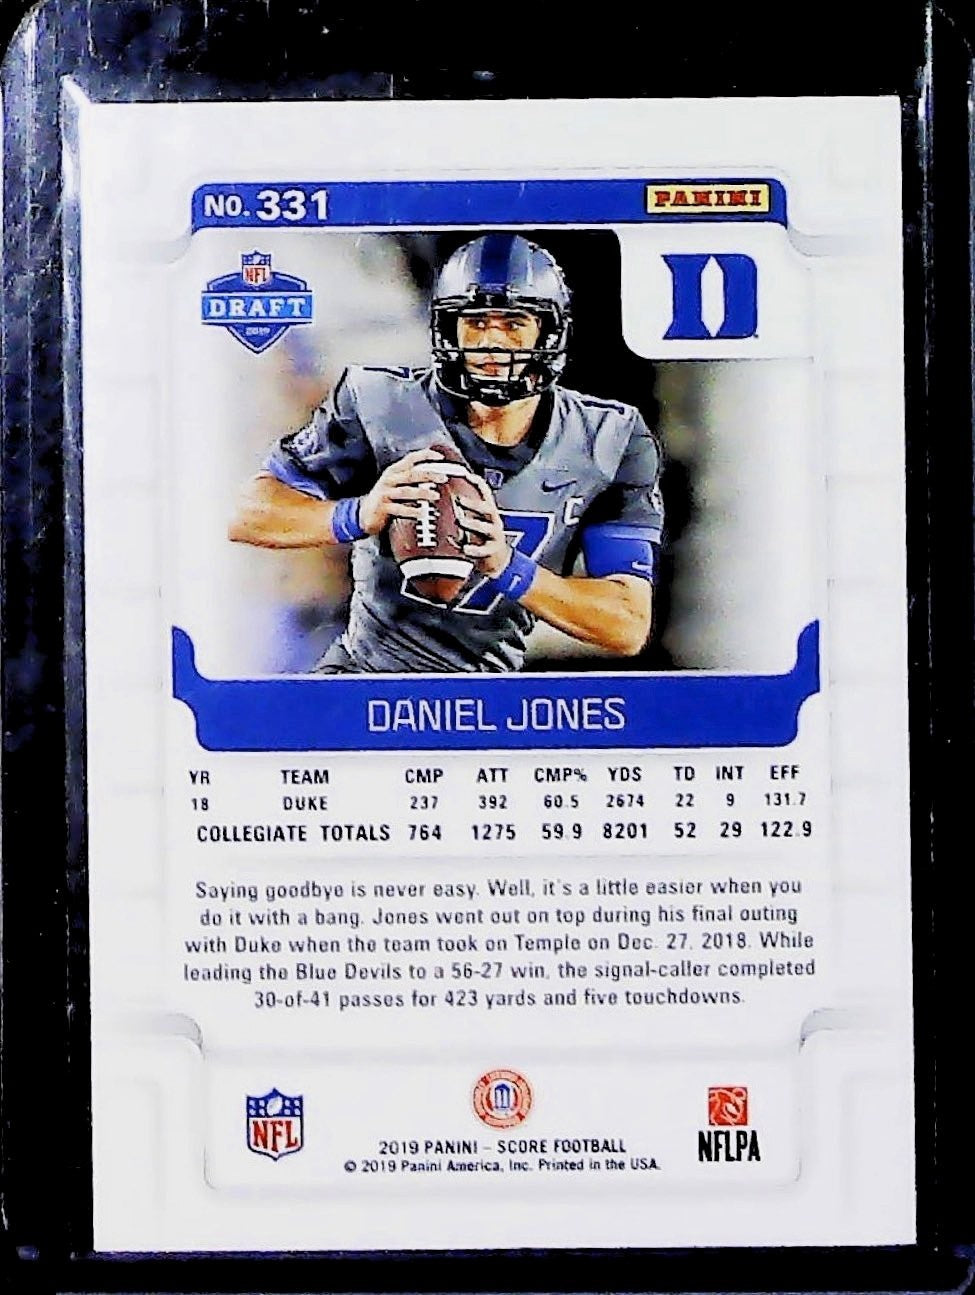 NO. 331
PANINI
NFL
DRAFT
2019
D
17
C
DANIEL JONES
YR TEAM CMP ATT CMP% YDS TD INT EFF
18 DUKE 237 392 60.5 2674 22 9 131.7
COLLEGIATE TOTALS 764 1275 59.9 8201 52 29 122.9
Saying goodbye is never easy. Well, it's a little easier when you
do it with a bang. Jones went out on top during his final outing
with Duke when the team took on Temple on Dec. 27, 2018. While
leading the Blue Devils to a 56-27 win, the signal-caller completed
30-of-41 passes for 423 yards and five touchdowns.
NFL
NFLPA
2019 PANINI – SCORE FOOTBALL
© 2019 Panini America, Inc. Printed in the USA.